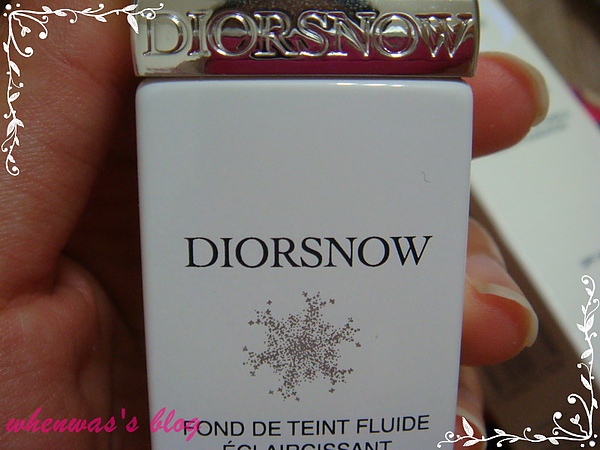 DIORSNOW
DIORSNOW
FOND DE TEINT FLUIDE
ÉCLAIRCISSANT
whenwas's blog